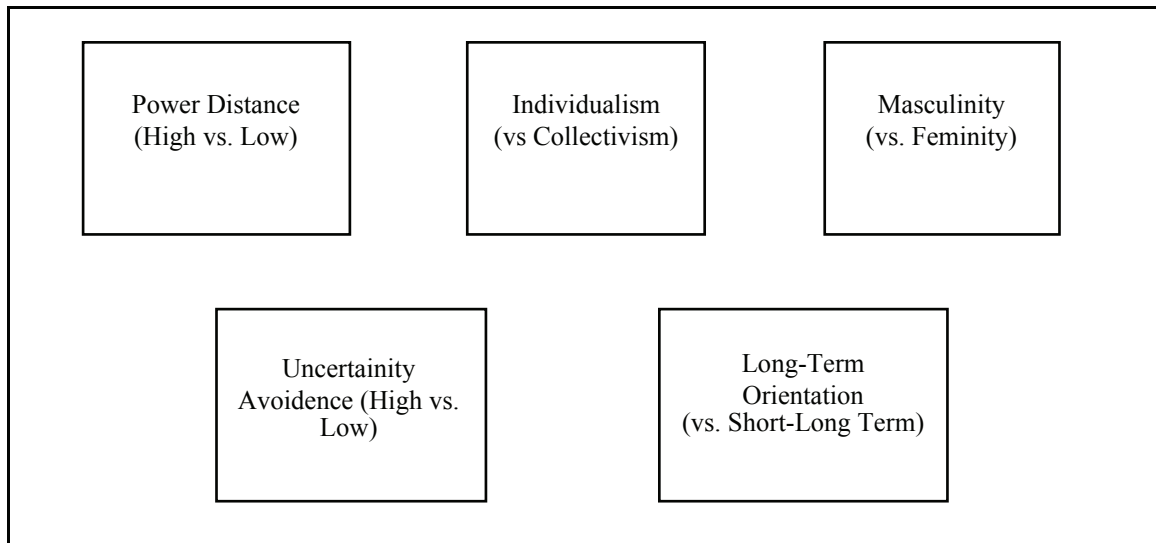 Power Distance
(High vs. Low)
Individualism
(vs Collectivism)
Masculinity
(vs. Feminity)
Uncertainity
Avoidence (High vs.
Low)
Long-Term
Orientation
(vs. Short-Long Term)